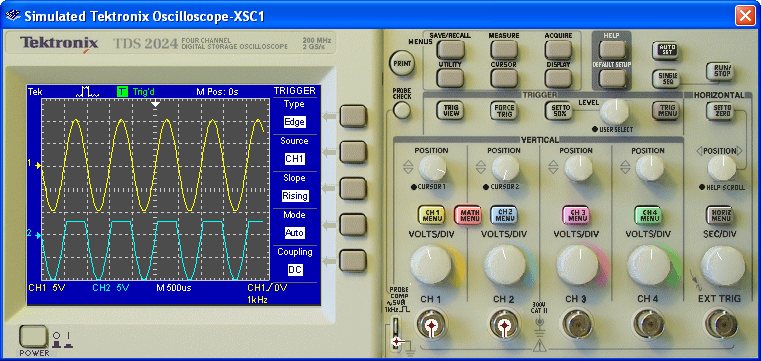 Simulated Tektronix Oscilloscope-XSC1
Tektronix TDS 2024 FOUR CHANNEL DIGITAL STORAGE OSCILLOSCOPE 200 MHz 2 GS/s
Tek T Trig'd M Pos: 0s TRIGGER
Type
Edge
Source
CH1
Slope
Rising
Mode
Auto
Coupling
DC
1
2
CH1 5V CH2 5V M 500us CH1 / 0V
1kHz
POWER
MENUS
SAVE/RECALL MEASURE ACQUIRE HELP
AUTO SET
PRINT
UTILITY CURSOR DISPLAY DEFAULT SETUP
SINGLE SEQ
RUN/STOP
PROBE CHECK
TRIGGER HORIZONTAL
TRIG VIEW
FORCE TRIG
SET TO 50%
LEVEL
USER SELECT
TRIG MENU
SET TO ZERO
VERTICAL
POSITION POSITION POSITION POSITION POSITION
CURSOR 1 CURSOR 2 HELP SCROLL
CH 1 MENU
MATH MENU
CH 2 MENU
CH 3 MENU
CH 4 MENU
HORIZ MENU
VOLTS/DIV VOLTS/DIV VOLTS/DIV VOLTS/DIV SEC/DIV
PROBE COMP
~5V@
1kHz
CH 1 CH 2 300V CAT II CH 3 CH 4 EXT TRIG